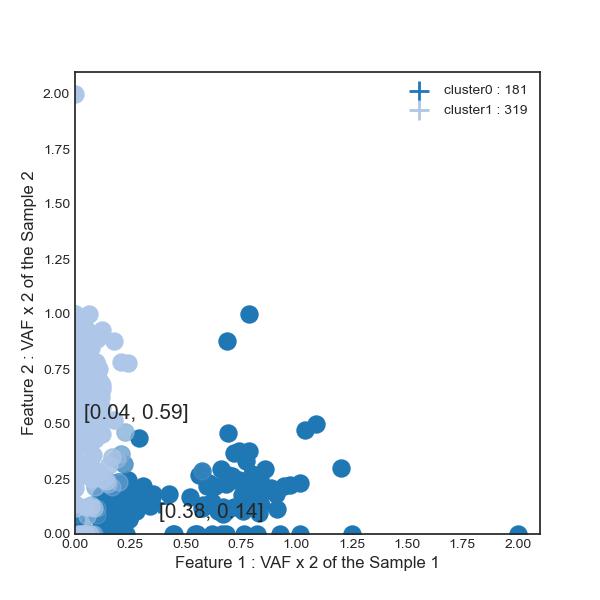 cluster0 : 181
cluster1 : 319
2.00
1.75
1.50
1.25
1.00
0.75
0.50
0.25
0.00
Feature 2 : VAF x 2 of the Sample 2
[0.04, 0.59]
[0.38, 0.14]
0.00 0.25 0.50 0.75 1.00 1.25 1.50 1.75 2.00
Feature 1 : VAF x 2 of the Sample 1